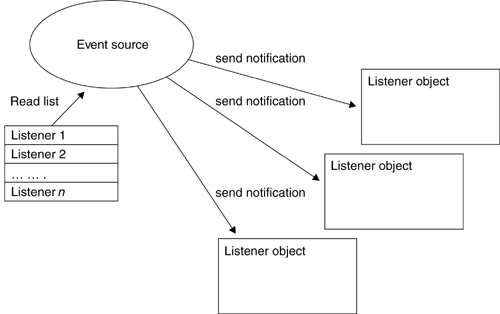 Event source
send notification
Listener object
Read list
send notification
Listener 1
Listener 2
... ... .
Listener n
Listener object
send notification
Listener object